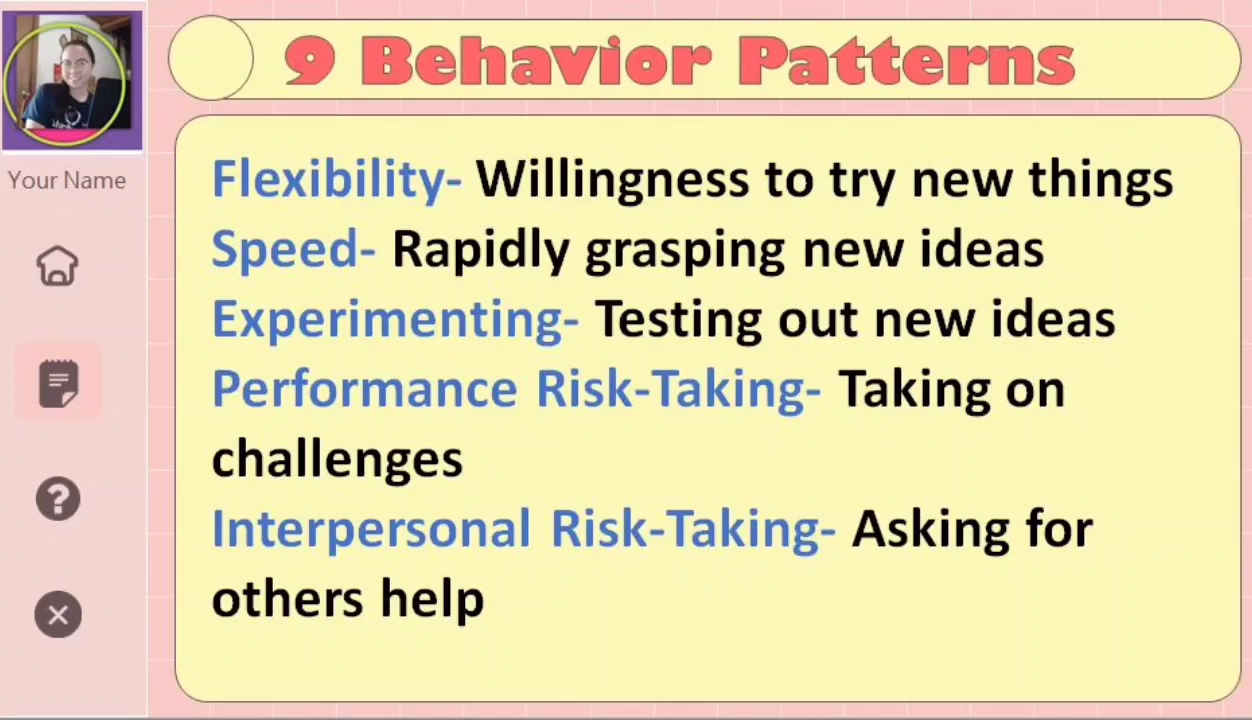 9 Behavior Patterns
Your Name
Flexibility- Willingness to try new things
Speed- Rapidly grasping new ideas
Experimenting- Testing out new ideas
Performance Risk-Taking- Taking on
challenges
Interpersonal Risk-Taking- Asking for
others help